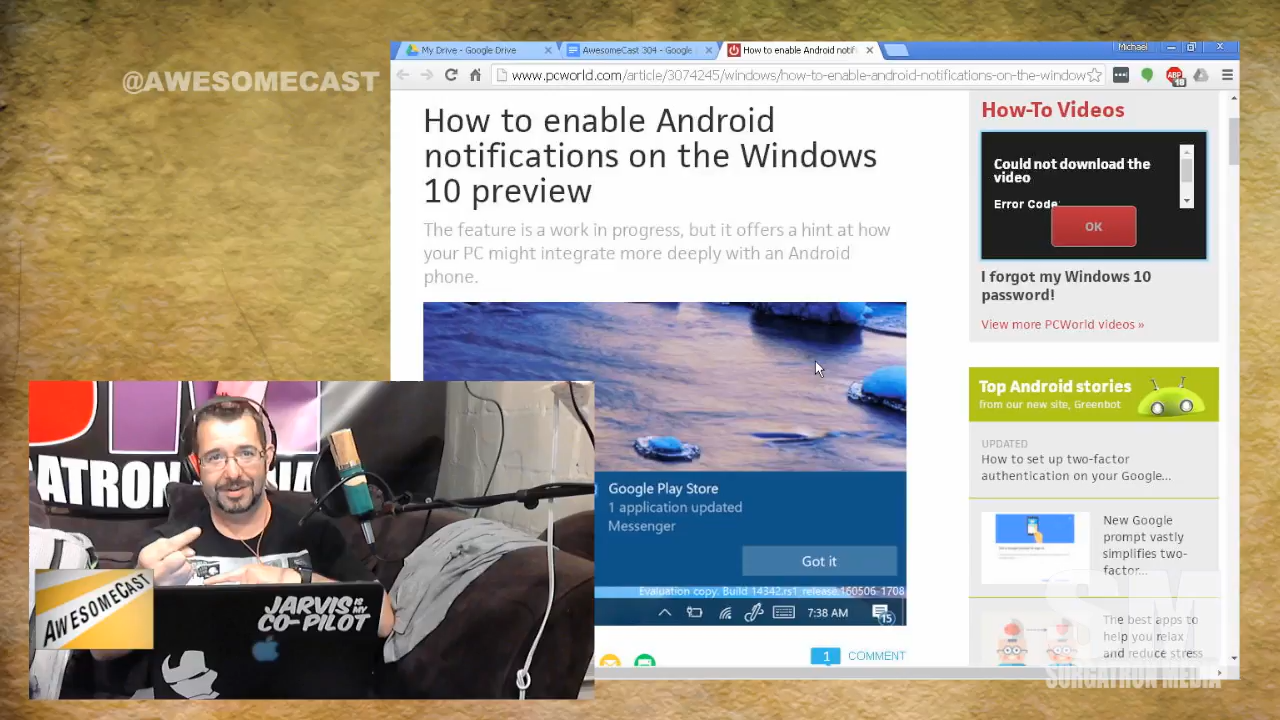 @AWESOMECAST
My Drive - Google Drive
AwesomeCast 304 - Google
How to enable Android notif
Michael
www.pcworld.com/article/3074245/windows/how-to-enable-android-notifications-on-the-window
ABP
18
How to enable Android
notifications on the Windows
10 preview
The feature is a work in progress, but it offers a hint at how
your PC might integrate more deeply with an Android
phone.
Google Play Store
1 application updated
Messenger
Got it
Evaluation copy. Build 14342.rs1_release.160506-1708
7:38 AM
15
1
COMMENT
How-To Videos
Could not download the
video
Error Code:
OK
I forgot my Windows 10
password!
View more PCWorld videos »
Top Android stories
from our new site, Greenbot
UPDATED
How to set up two-factor
authentication on your Google...
New Google
prompt vastly
simplifies two-
factor...
The best apps to
help you relax
and reduce stress
SORGATRON MEDIA
ATRON
AWESOMECAST
JARVIS IS MY
CO-PILOT